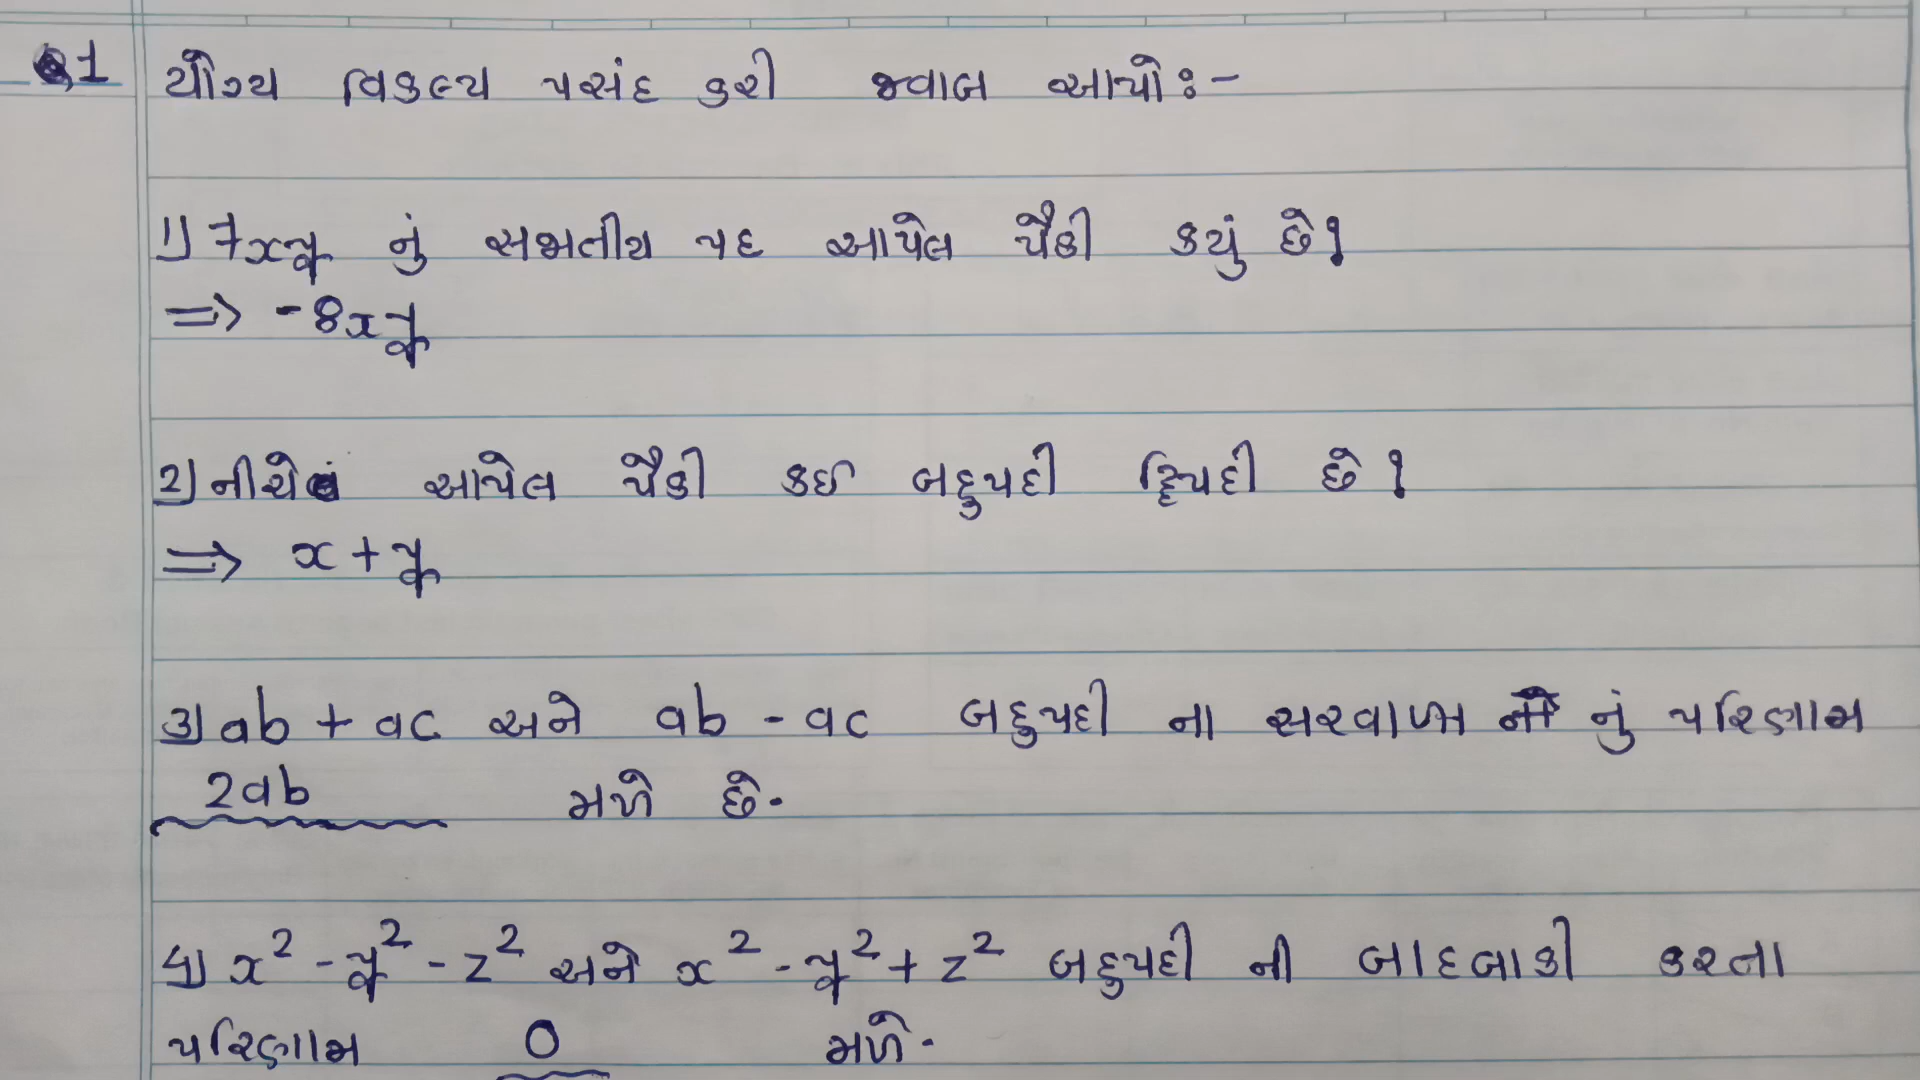 Q1 યોગ્ય વિકલ્પ પસંદ કરી જવાબ આપો :-
1) 7xy નું સજાતીય પદ આપેલ પૈકી કયું છે?
⇒ -8xy
2) નીચે આપેલ પૈકી કઈ બહુપદી દ્વિપદી છે?
⇒ x + y
3) ab + ac અને ab - ac બહુપદી ના સરવાળા નું પરિણામ
2ab મળે છે.
4) x² - y² - z² અને x² - y² + z² બહુપદી ની બાદબાકી કરતા
પરિણામ 0 મળે.